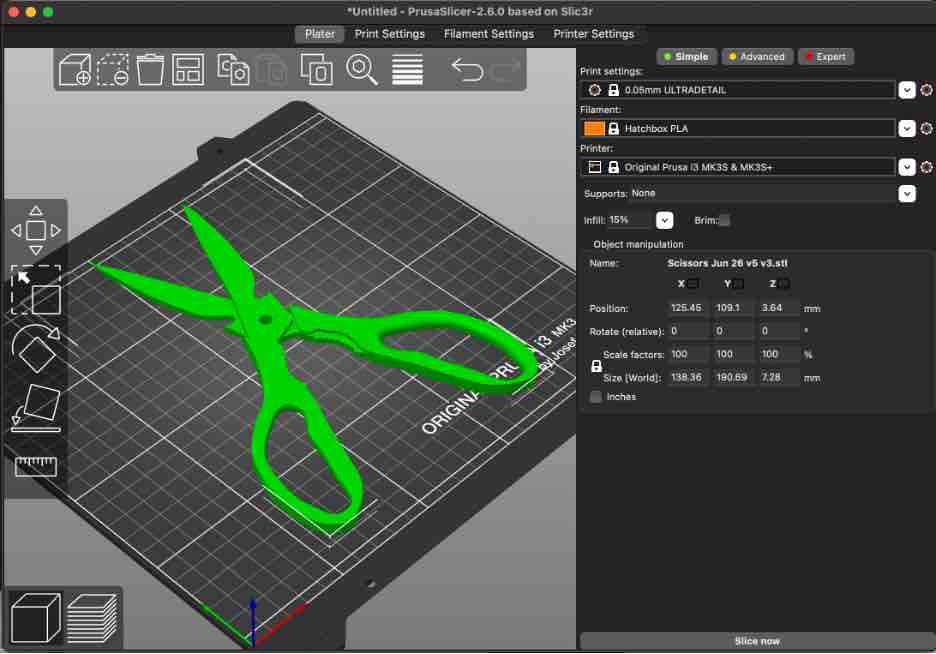 *Untitled - PrusaSlicer-2.6.0 based on Slic3r
Plater Print Settings Filament Settings Printer Settings
Simple Advanced Expert
Print settings:
0.05mm ULTRADETAIL
Filament:
Hatchbox PLA
Printer:
Original Prusa i3 MK3S & MK3S+
Supports: None
Infill: 15% Brim:
Object manipulation
Name: Scissors Jun 26 v5 v3.stl
X Y Z
Position: 125.45 109.1 3.64 mm
Rotate (relative): 0 0 0 °
Scale factors: 100 100 100 %
Size [World]: 138.36 190.69 7.28 mm
Inches
ORIGINA PRU i3 MK3
by Josef
Slice now